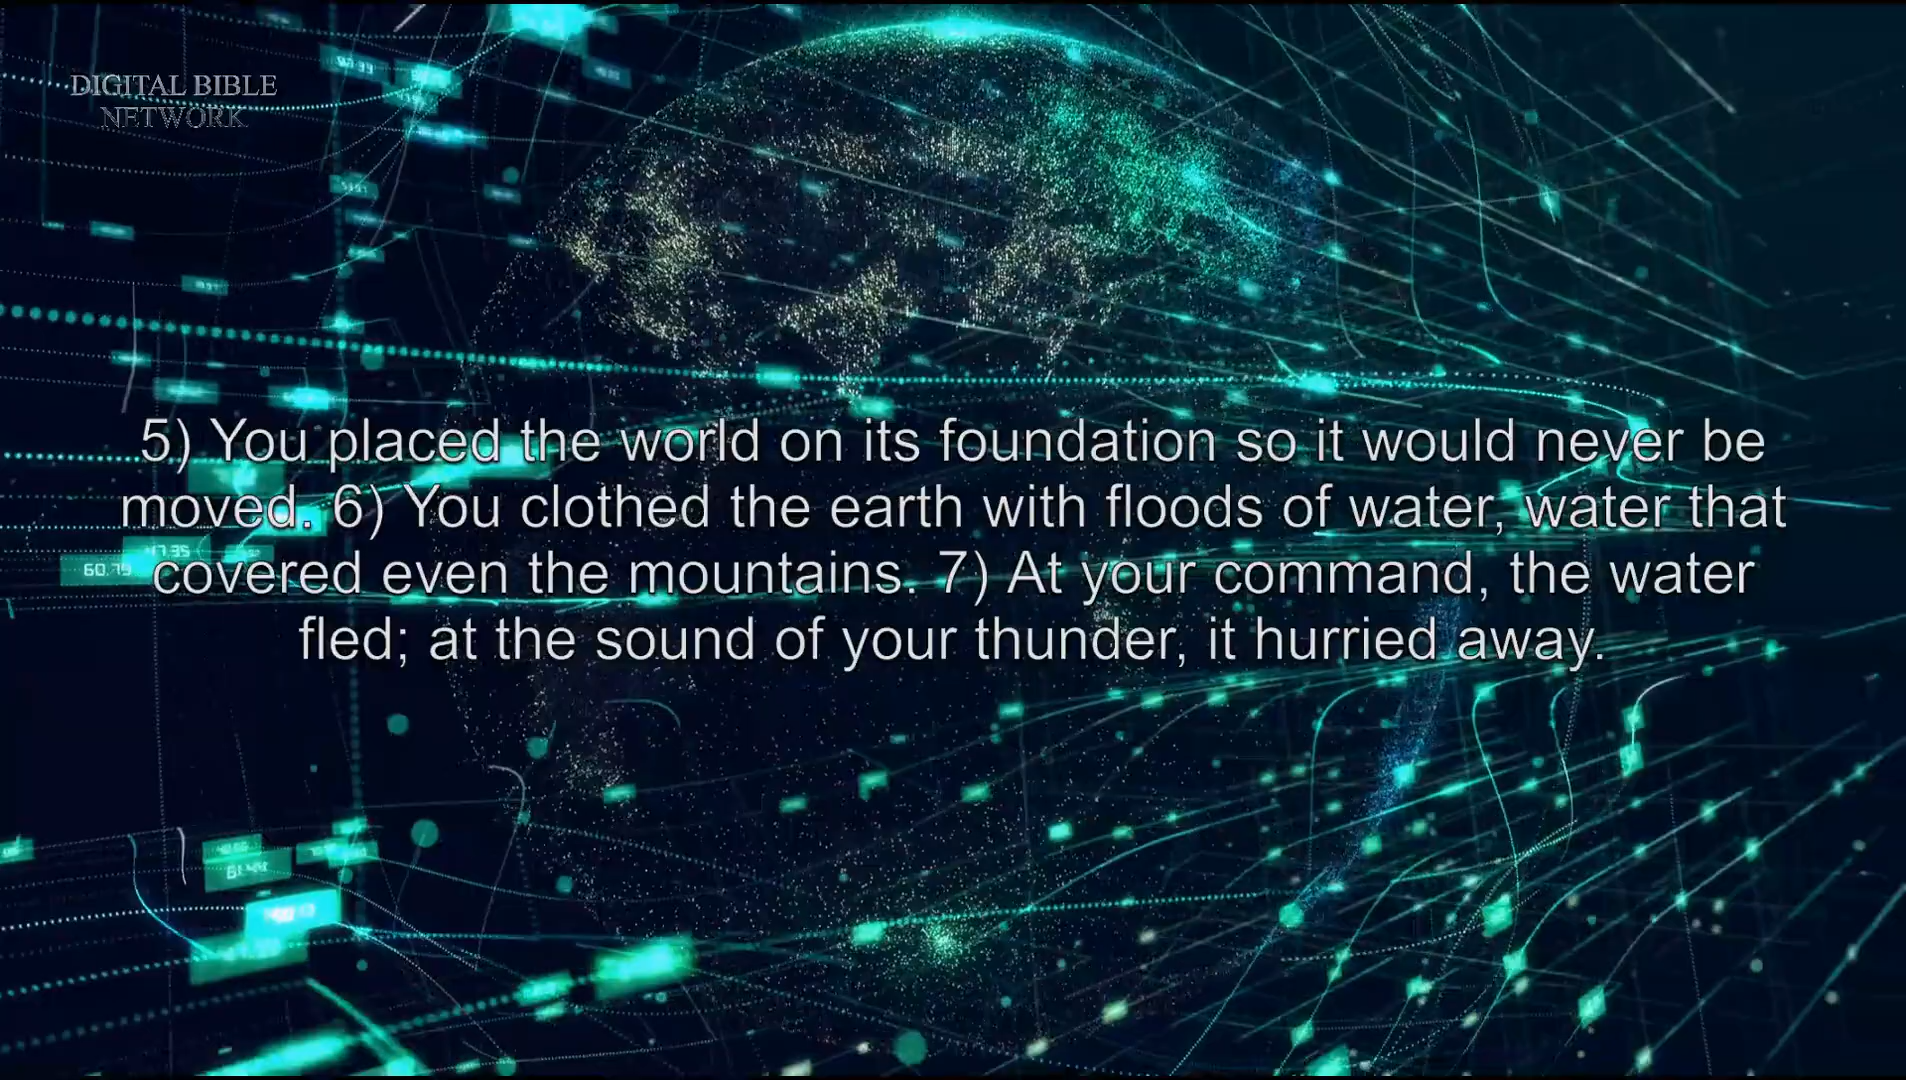 DIGITAL BIBLE
NETWORK
5) You placed the world on its foundation so it would never be
moved. 6) You clothed the earth with floods of water, water that
covered even the mountains. 7) At your command, the water
fled; at the sound of your thunder, it hurried away.
60.79